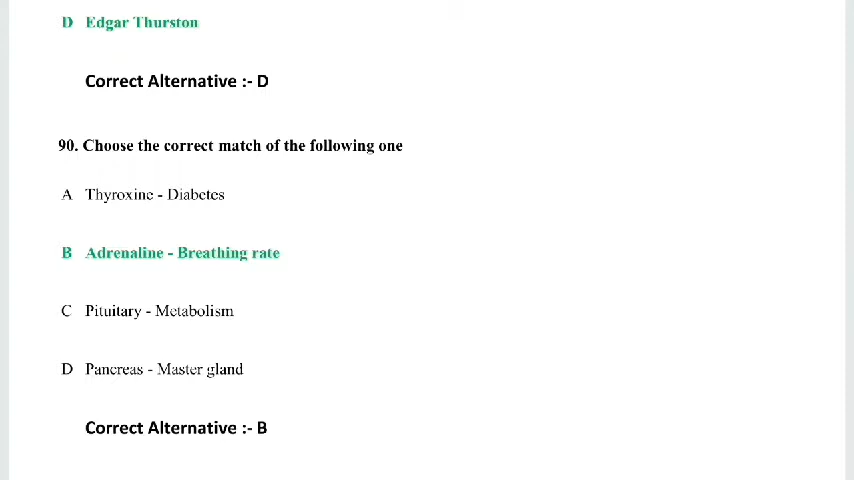 D Edgar Thurston
Correct Alternative :- D
90. Choose the correct match of the following one
A Thyroxine - Diabetes
B Adrenaline - Breathing rate
C Pituitary - Metabolism
D Pancreas - Master gland
Correct Alternative :- B